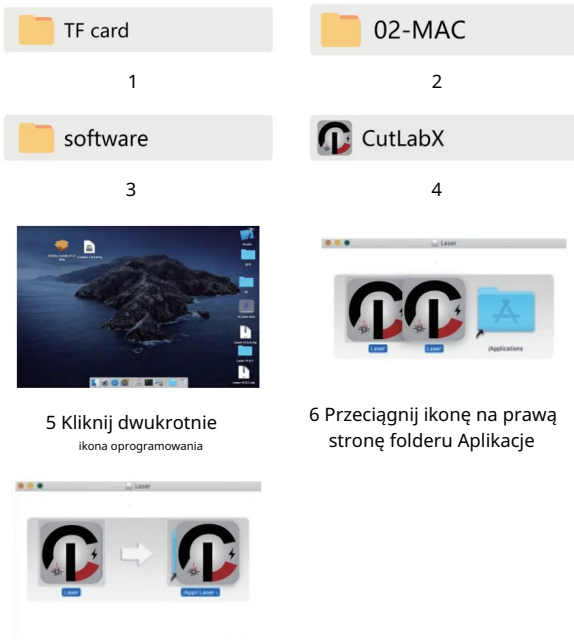 TF card
02-MAC
1
2
software
CutLabX
3
4
Laser
Laser
Laser
/Applications
5 Kliknij dwukrotnie
ikona oprogramowania
6 Przeciągnij ikonę na prawą
stronę folderu Aplikacje
Laser
Laser